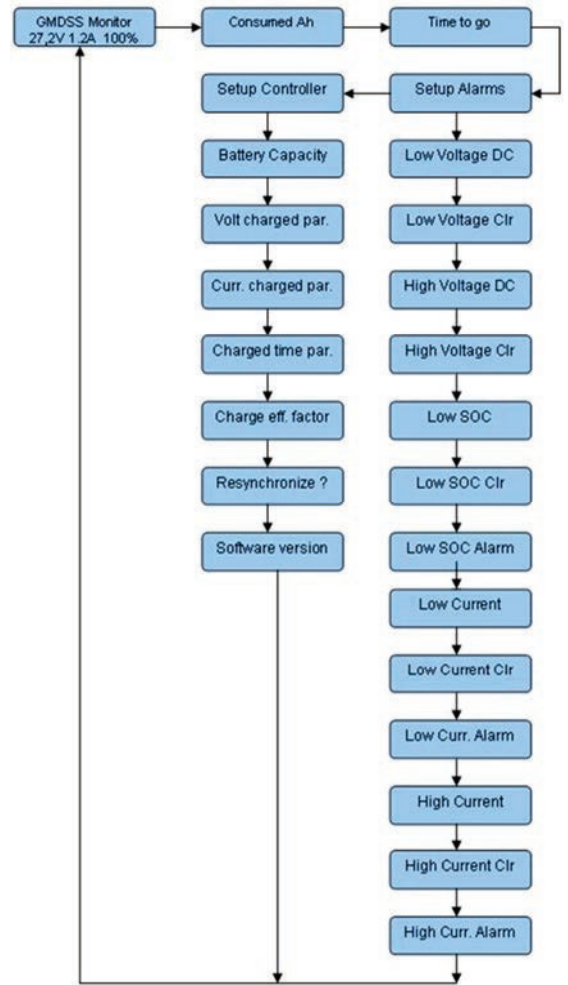 GMDSS Monitor
27,2V 1.2A 100%
Consumed Ah
Time to go
Setup Controller
Setup Alarms
Battery Capacity
Low Voltage DC
Volt charged par.
Low Voltage Clr
Curr. charged par.
High Voltage DC
Charged time par.
High Voltage Clr
Charge eff. factor
Low SOC
Resynchronize ?
Low SOC Clr
Software version
Low SOC Alarm
Low Current
Low Current Clr
Low Curr. Alarm
High Current
High Current Clr
High Curr. Alarm